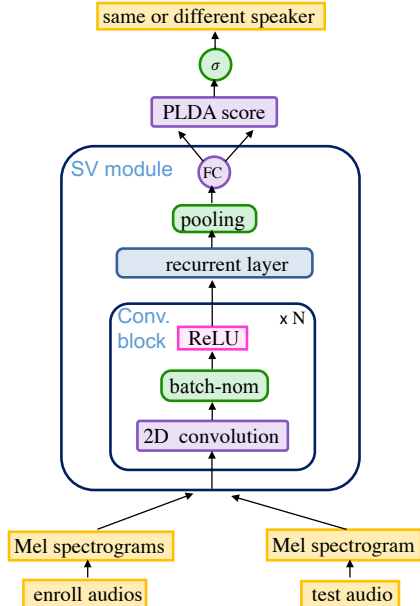 same or different speaker
σ
PLDA score
SV module
FC
pooling
recurrent layer
Conv.
block
x N
ReLU
batch-nom
2D convolution
Mel spectrograms
Mel spectrogram
enroll audios
test audio